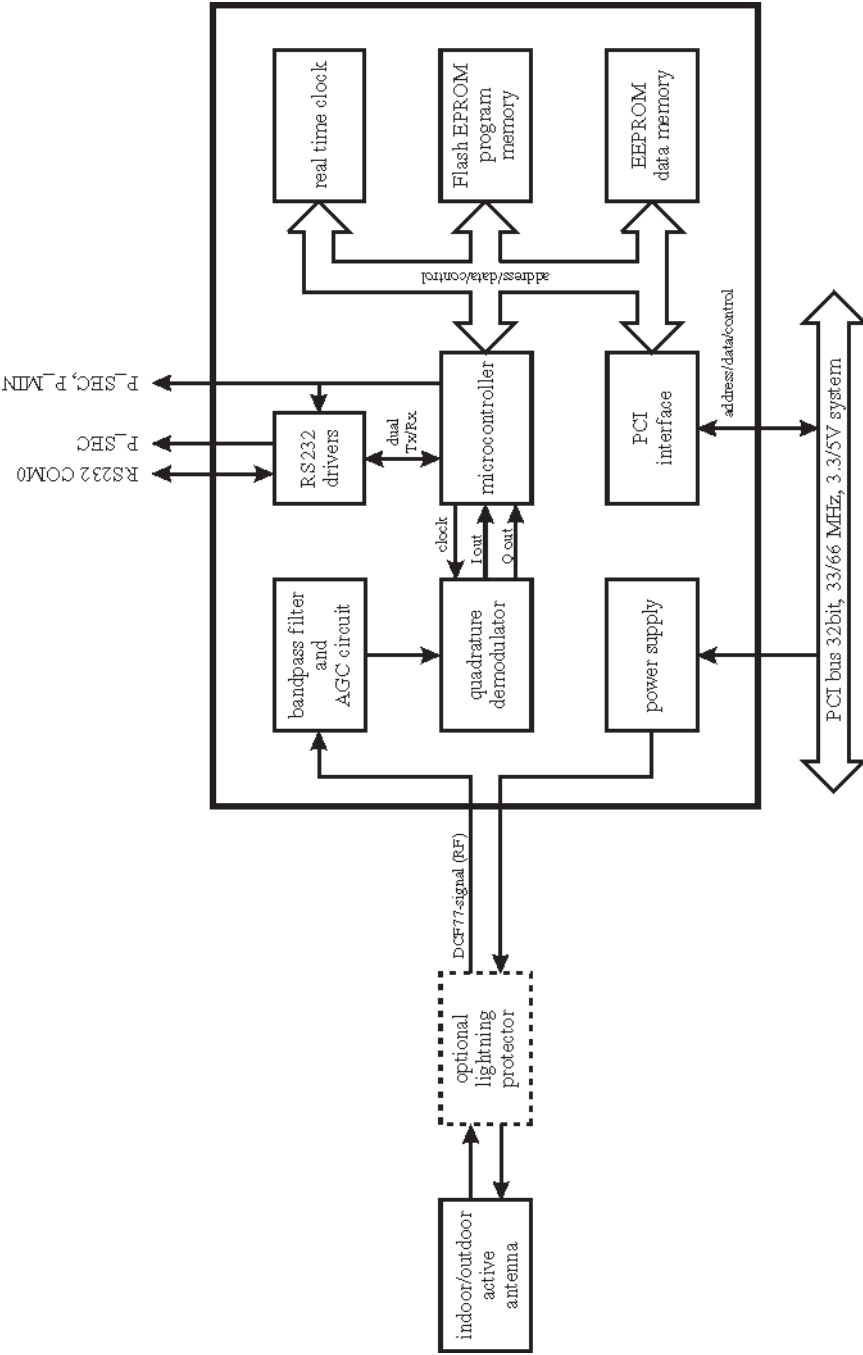 indoor/outdoor
active
antenna
optional
lightning
protector
DCF77-signal (RF)
bandpass filter
and
AGC circuit
quadrature
demodulator
power supply
clock
I out
Q out
RS232 COM0
P_SEC
P_SEC, P_MIN
RS232
drivers
dual
Tx/Rx
microcontroller
PCI
interface
address/data/control
address/data/control
real time clock
Flash EPROM
program
memory
EEPROM
data memory
PCI bus 32bit, 33/66 MHz, 3.3/5V system